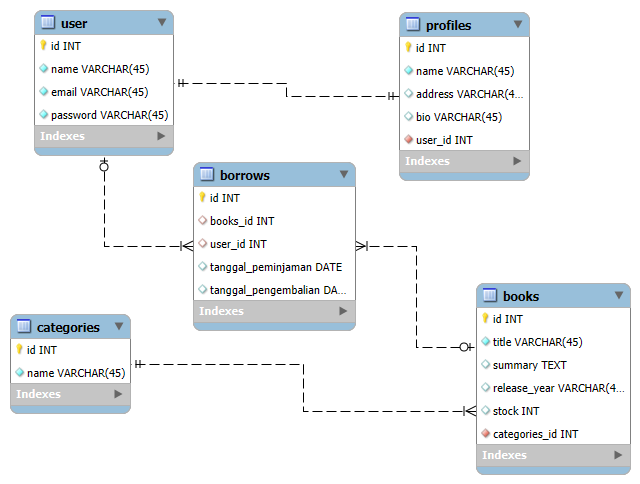 user
id INT
name VARCHAR(45)
email VARCHAR(45)
password VARCHAR(45)
Indexes
profiles
id INT
name VARCHAR(45)
address VARCHAR(4...
bio VARCHAR(45)
user_id INT
Indexes
borrows
id INT
books_id INT
user_id INT
tanggal_peminjaman DATE
tanggal_pengembalian DA...
Indexes
categories
id INT
name VARCHAR(45)
Indexes
books
id INT
title VARCHAR(45)
summary TEXT
release_year VARCHAR(4...
stock INT
categories_id INT
Indexes